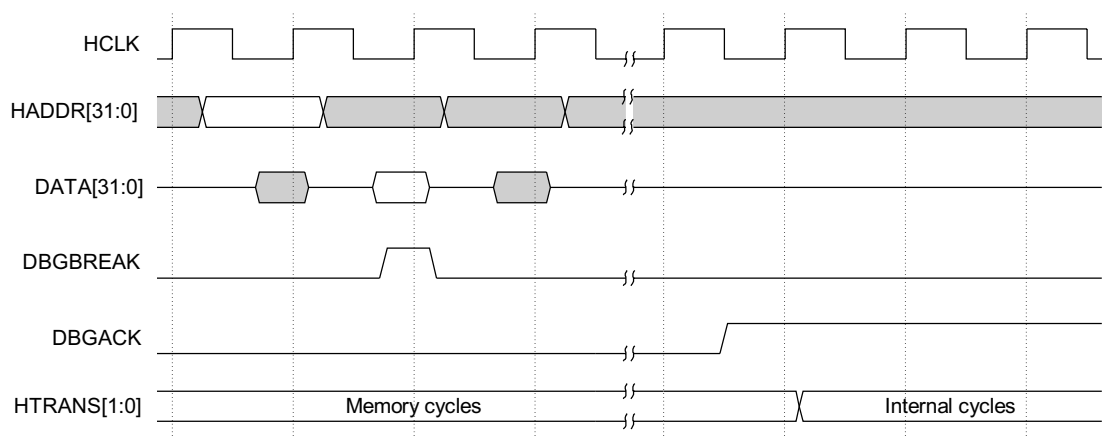 HCLK
HADDR[31:0]
DATA[31:0]
DBGBREAK
DBGACK
HTRANS[1:0] Memory cycles Internal cycles